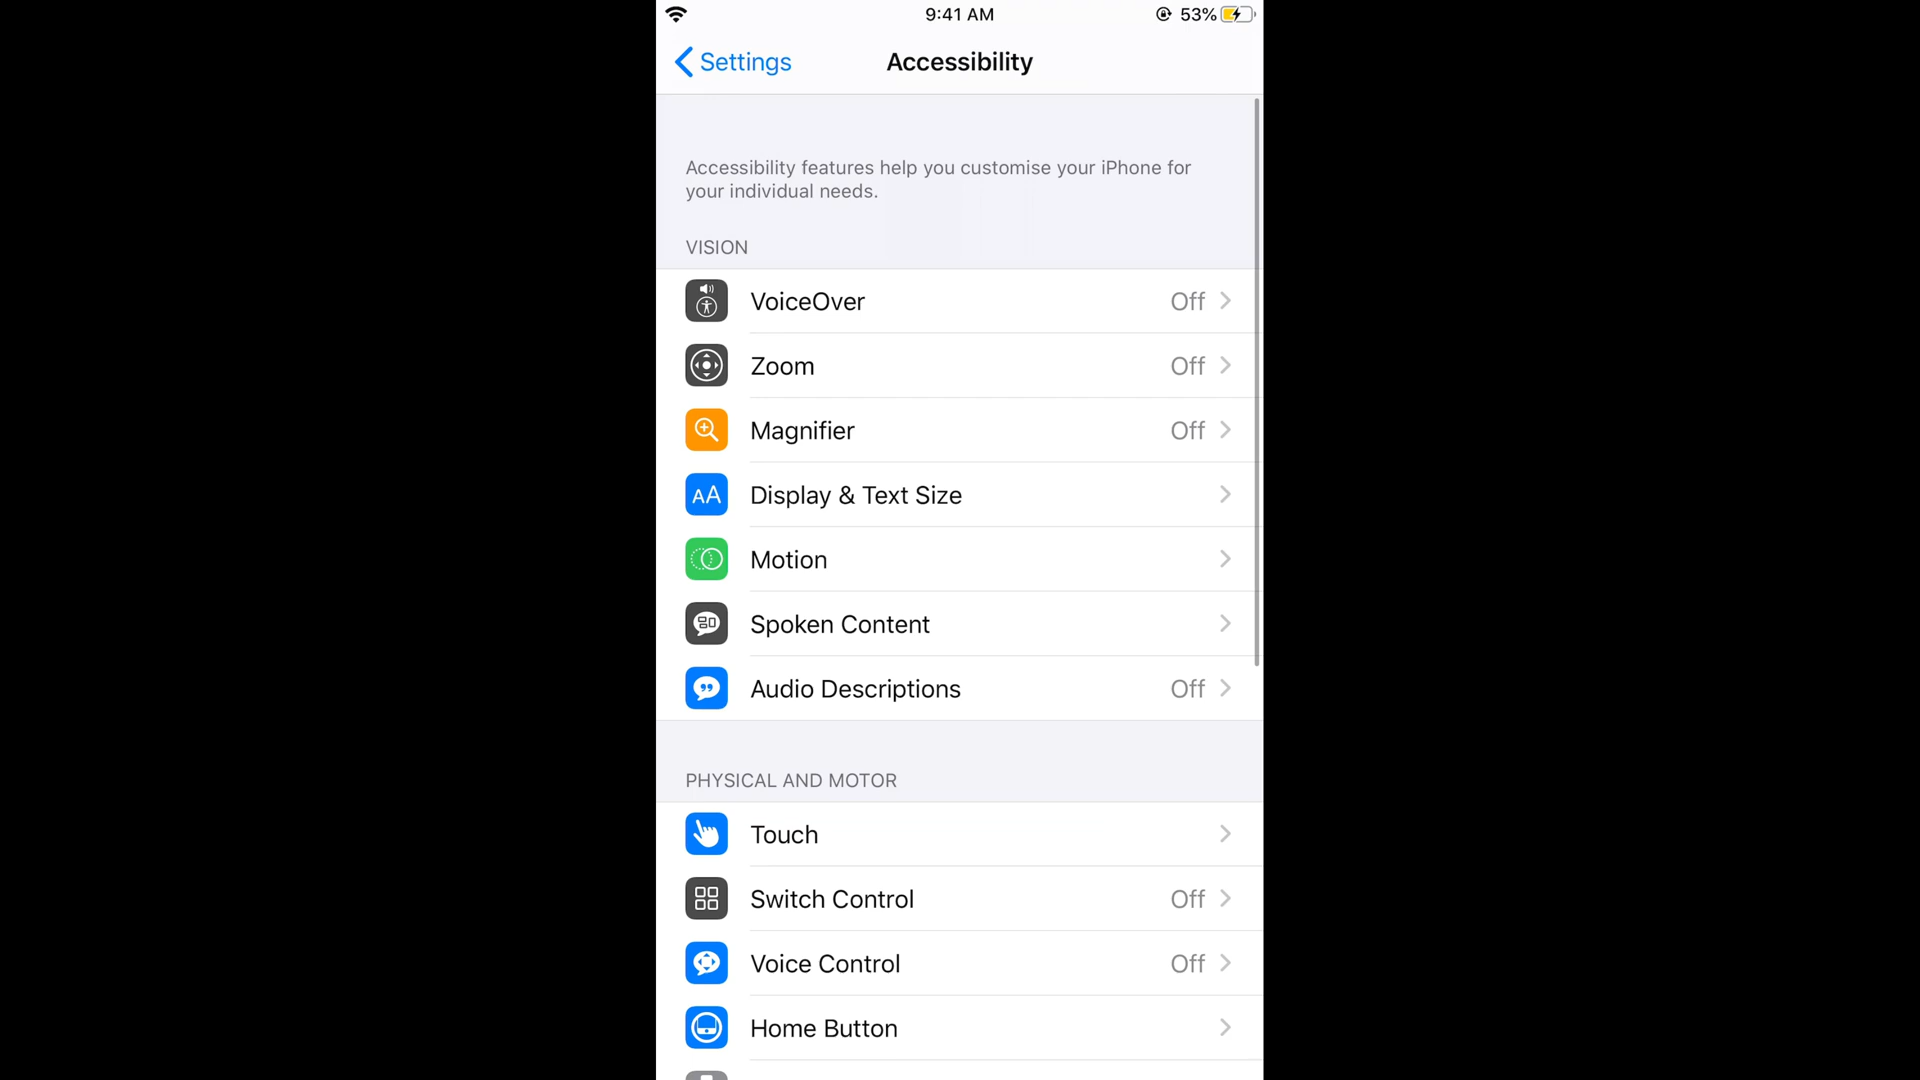 9:41 AM
53%
Settings
Accessibility
Accessibility features help you customise your iPhone for
your individual needs.
VISION
VoiceOver Off
Zoom Off
Magnifier Off
AA Display & Text Size
Motion
Spoken Content
Audio Descriptions Off
PHYSICAL AND MOTOR
Touch
Switch Control Off
Voice Control Off
Home Button